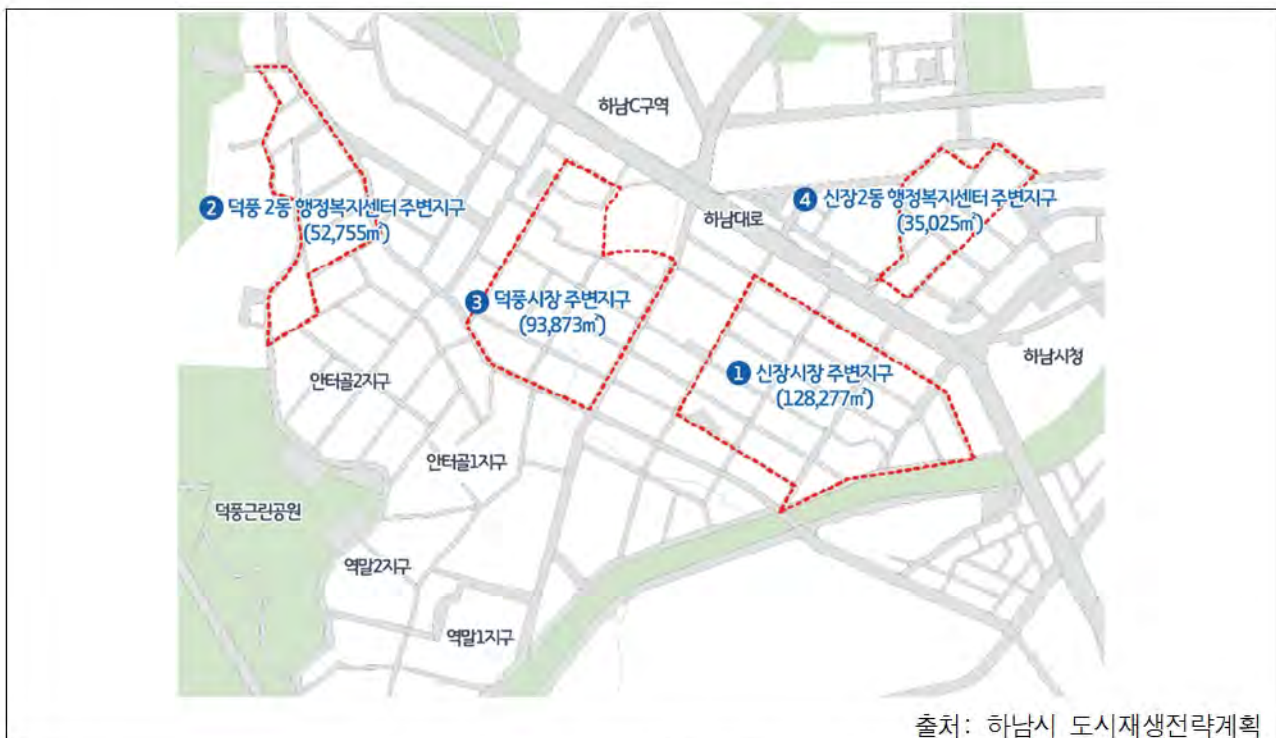 하남C구역
❷ 덕풍 2동 행정복지센터 주변지구
(52,755㎡)
❹ 신장2동 행정복지센터 주변지구
(35,025㎡)
하남대로
❸ 덕풍시장 주변지구
(93,873㎡)
하남시청
❶ 신장시장 주변지구
(128,277㎡)
안터골2지구
안터골1지구
덕풍근린공원
역말2지구
역말1지구
출처: 하남시 도시재생전략계획